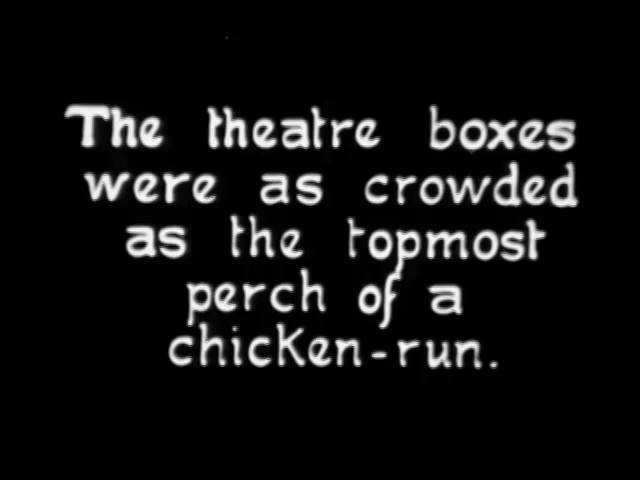 The theatre boxes
were as crowded
as the topmost
perch of a
chicken-run.